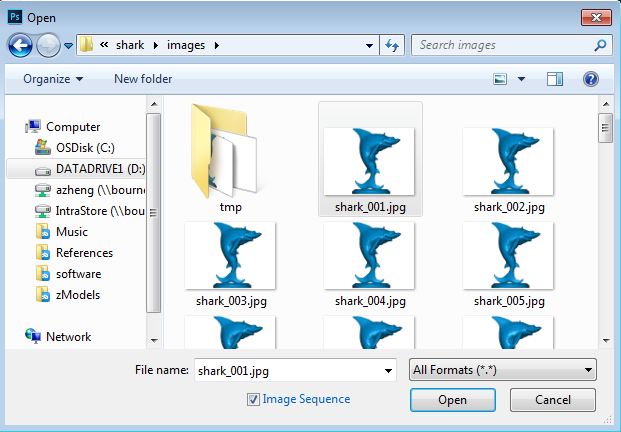 Ps Open
« shark images
Search images
Organize New folder
Computer
OSDisk (C:)
DATADRIVE1 (D:)
azheng (\\bourne
IntraStore (\\bou
Music
References
software
zModels
Network
tmp
shark_001.jpg
shark_002.jpg
shark_003.jpg
shark_004.jpg
shark_005.jpg
File name: shark_001.jpg
All Formats (*.*)
Image Sequence
Open
Cancel